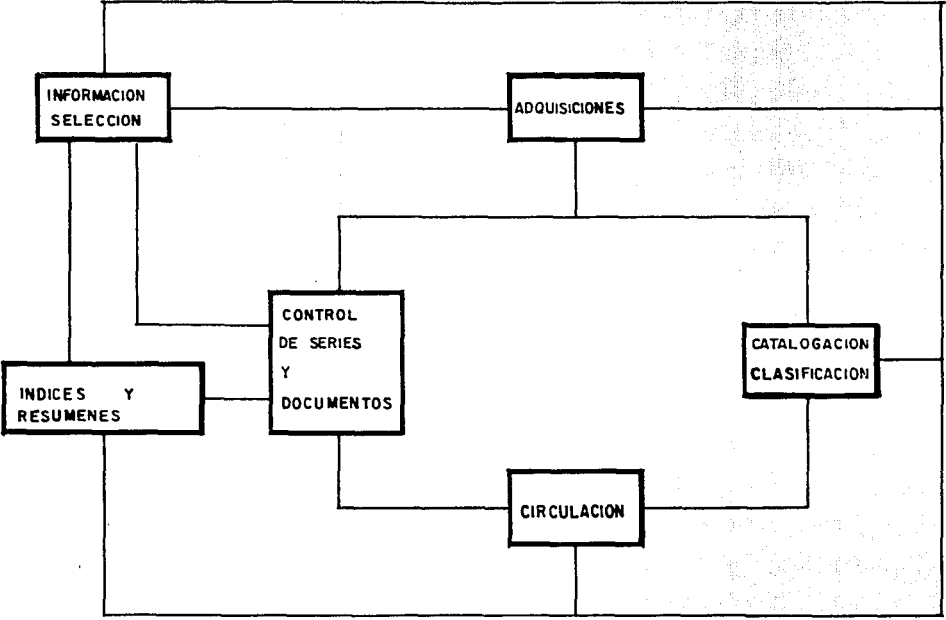 INFORMACION
SELECCION
ADQUISICIONES
CONTROL
DE SERIES
Y
DOCUMENTOS
CATALOGACION
CLASIFICACION
INDICES Y
RESUMENES
CIRCULACION